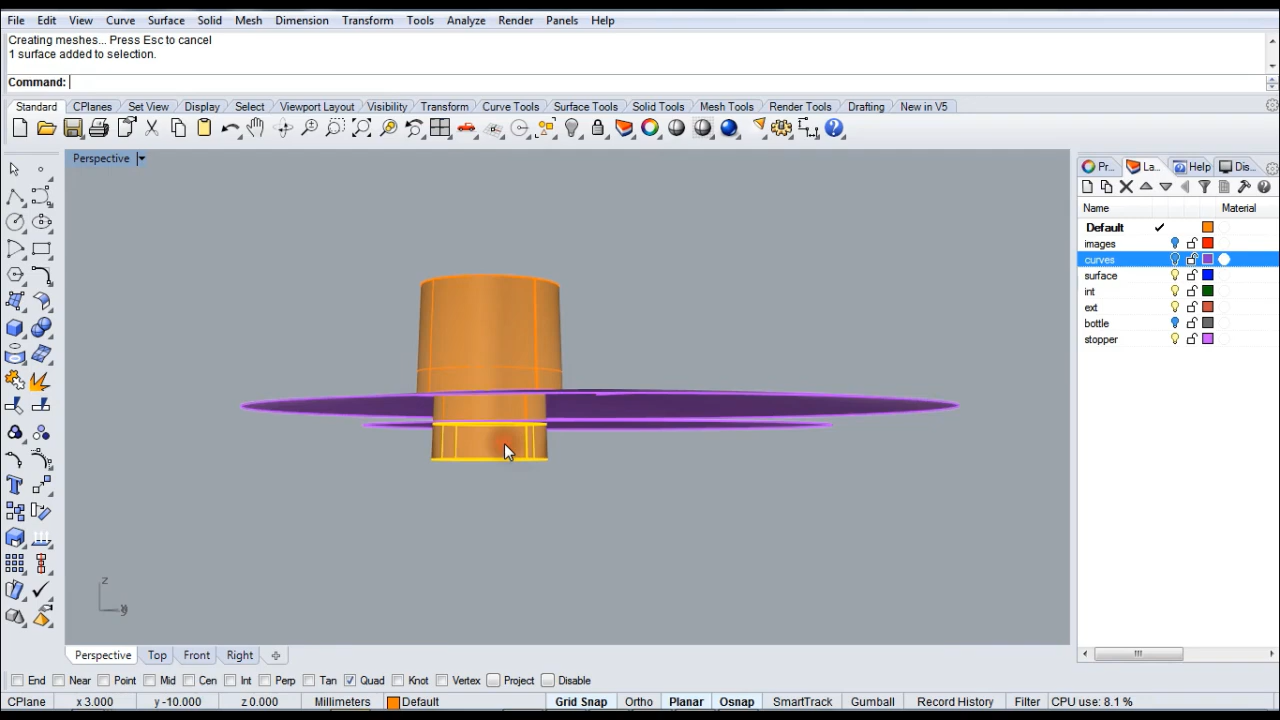 File Edit View Curve Surface Solid Mesh Dimension Transform Tools Analyze Render Panels Help
Creating meshes... Press Esc to cancel
1 surface added to selection.
Command:
Standard CPlanes Set View Display Select Viewport Layout Visibility Transform Curve Tools Surface Tools Solid Tools Mesh Tools Render Tools Drafting New in V5
Perspective
Pr... La... Help Dis...
Name Material
Default
images
curves
surface
int
ext
bottle
stopper
z
y
Perspective Top Front Right
End Near Point Mid Cen Int Perp Tan Quad Knot Vertex Project Disable
CPlane x 3.000 y -10.000 z 0.000 Millimeters Default Grid Snap Ortho Planar Osnap SmartTrack Gumball Record History Filter CPU use: 8.1 %